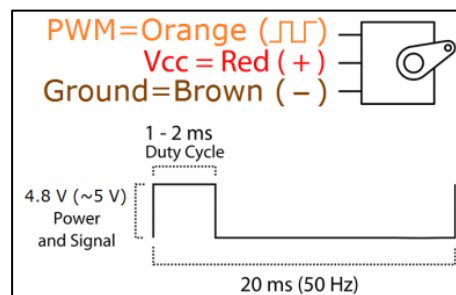 PWM=Orange (⎍⎍)
Vcc = Red ( + )
Ground=Brown ( – )
1 - 2 ms
Duty Cycle
4.8 V (~5 V)
Power
and Signal
20 ms (50 Hz)